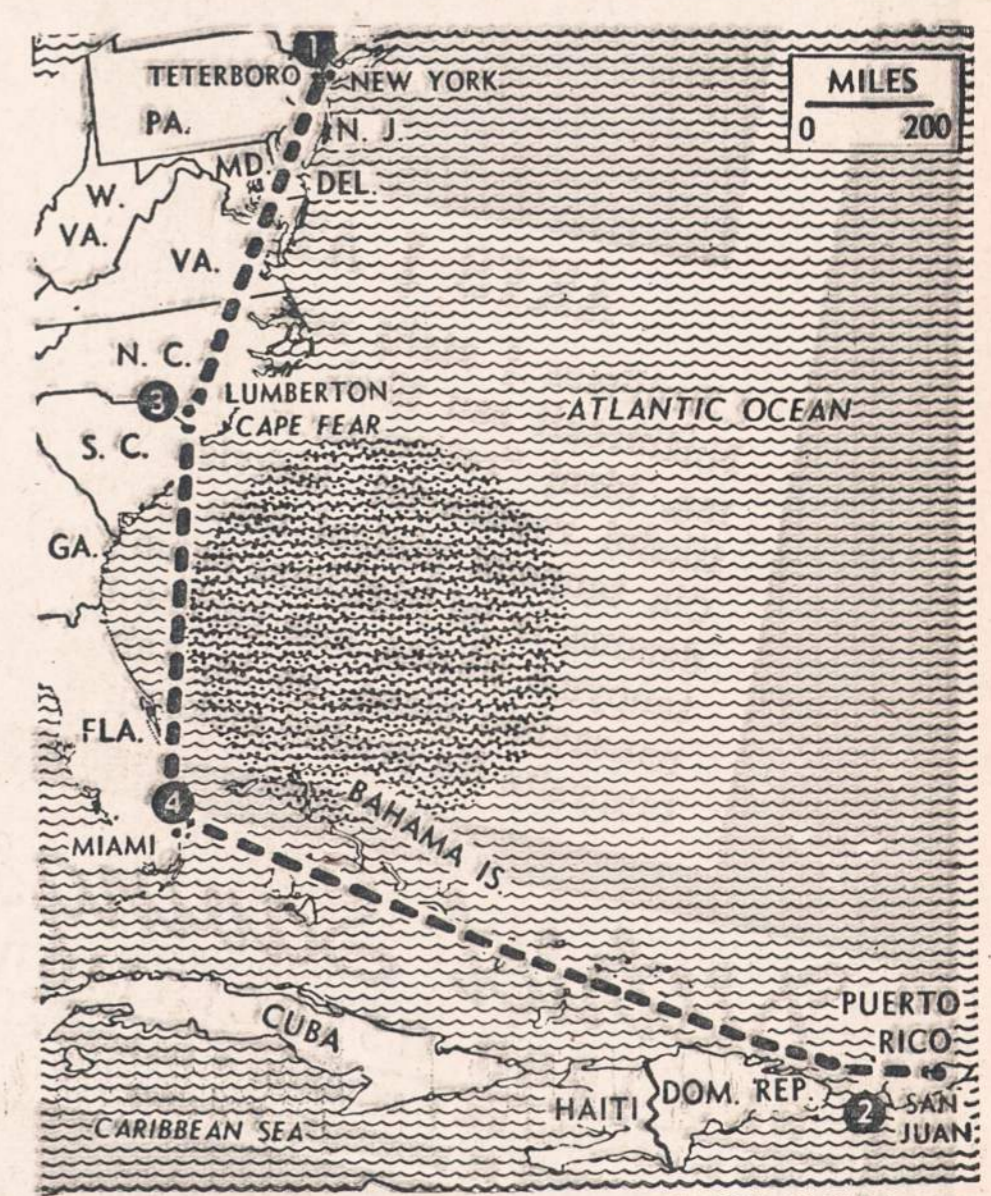 1
TETERBORO
NEW YORK
MILES
0 200
PA.
N. J.
MD.
DEL.
W.
VA.
VA.
N. C.
3
LUMBERTON
CAPE FEAR
ATLANTIC OCEAN
S. C.
GA.
FLA.
4
MIAMI
BAHAMA IS.
PUERTO
RICO
CUBA
HAITI
DOM. REP.
2
SAN
JUAN
CARIBBEAN SEA